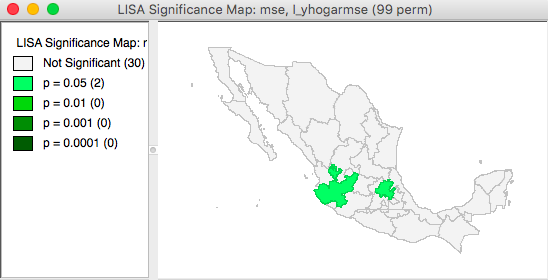 LISA Significance Map: mse, I_yhogarmse (99 perm)
LISA Significance Map: r
Not Significant (30)
p = 0.05 (2)
p = 0.01 (0)
p = 0.001 (0)
p = 0.0001 (0)